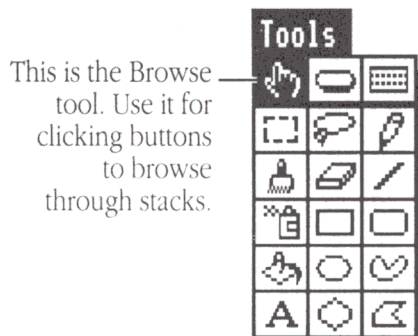 Tools
This is the Browse
tool. Use it for
clicking buttons
to browse
through stacks.
A